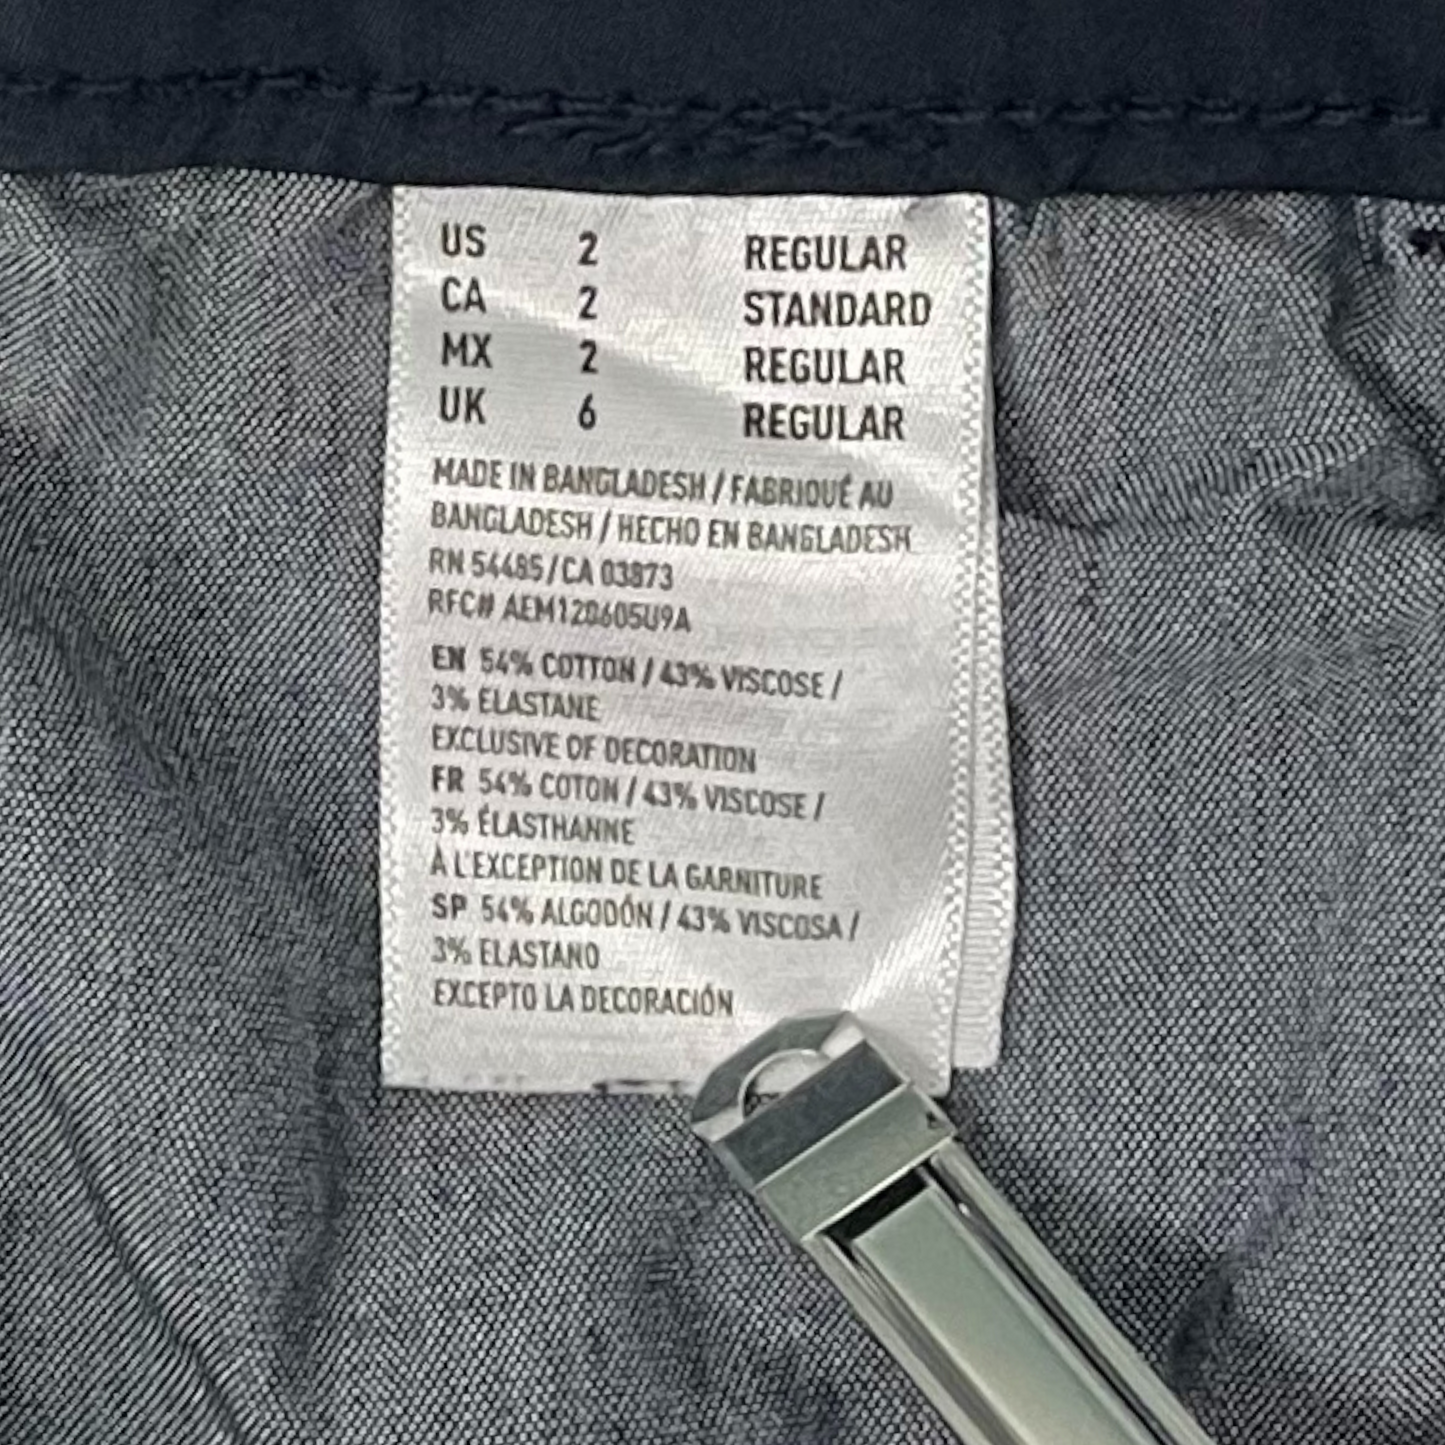 US 2 REGULAR
CA 2 STANDARD
MX 2 REGULAR
UK 6 REGULAR
MADE IN BANGLADESH / FABRIQUÉ AU
BANGLADESH / HECHO EN BANGLADESH
RN 54485/CA 03873
RFC# AEM120605U9A
EN 54% COTTON / 43% VISCOSE /
3% ELASTANE
EXCLUSIVE OF DECORATION
FR 54% COTON / 43% VISCOSE /
3% ÉLASTHANNE
À L'EXCEPTION DE LA GARNITURE
SP 54% ALGODÓN / 43% VISCOSA /
3% ELASTANO
EXCEPTO LA DECORACIÓN